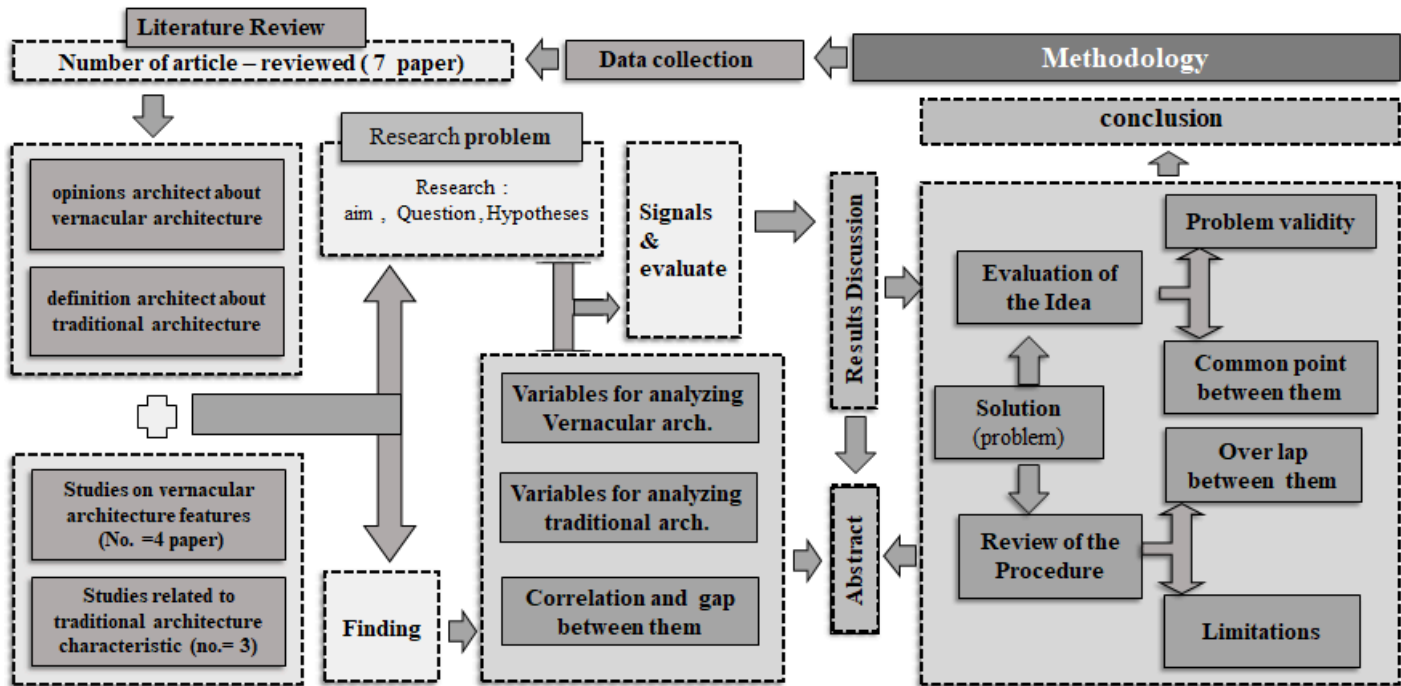 Literature Review
Number of article – reviewed ( 7 paper)
Data collection
Methodology
opinions architect about
vernacular architecture
definition architect about
traditional architecture
Studies on vernacular
architecture features
(No. =4 paper)
Studies related to
traditional architecture
characteristic (no.= 3)
Research problem
Research :
aim , Question , Hypotheses
Finding
Signals
&
evaluate
Variables for analyzing
Vernacular arch.
Variables for analyzing
traditional arch.
Correlation and gap
between them
Results Discussion
Abstract
conclusion
Evaluation of
the Idea
Solution
(problem)
Review of the
Procedure
Problem validity
Common point
between them
Over lap
between them
Limitations